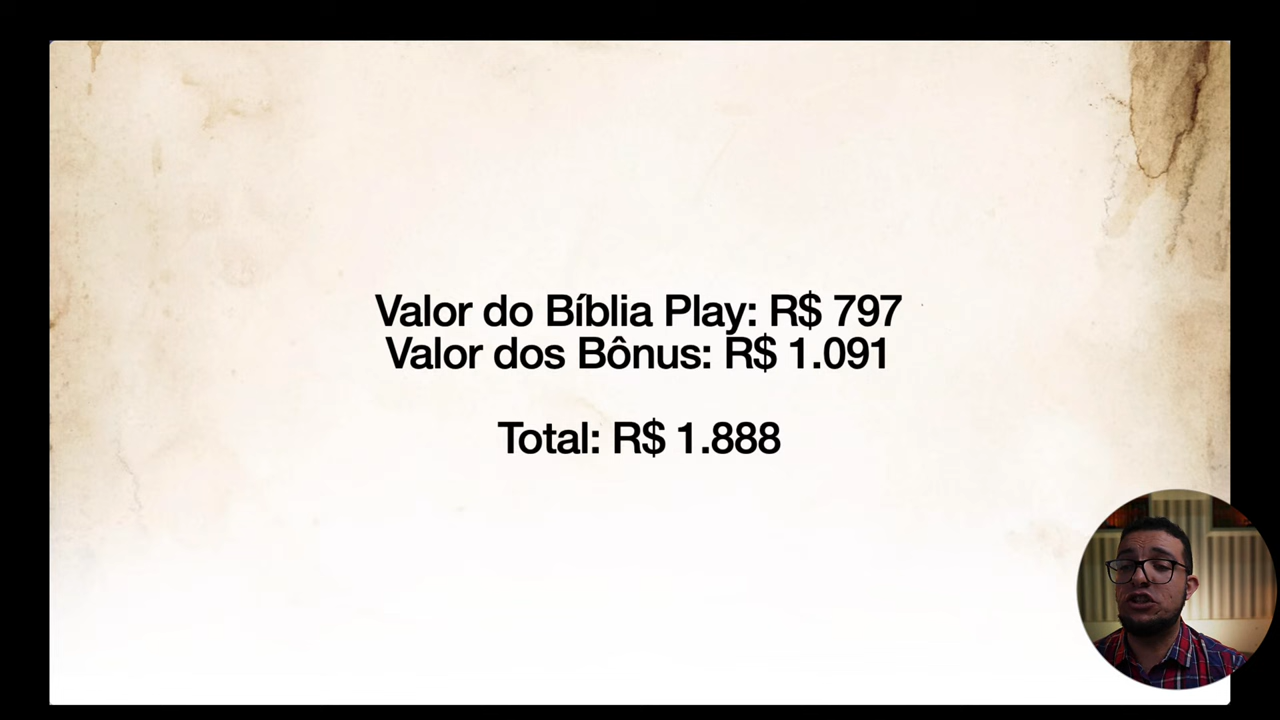 Valor do Bíblia Play: R$ 797
Valor dos Bônus: R$ 1.091
Total: R$ 1.888